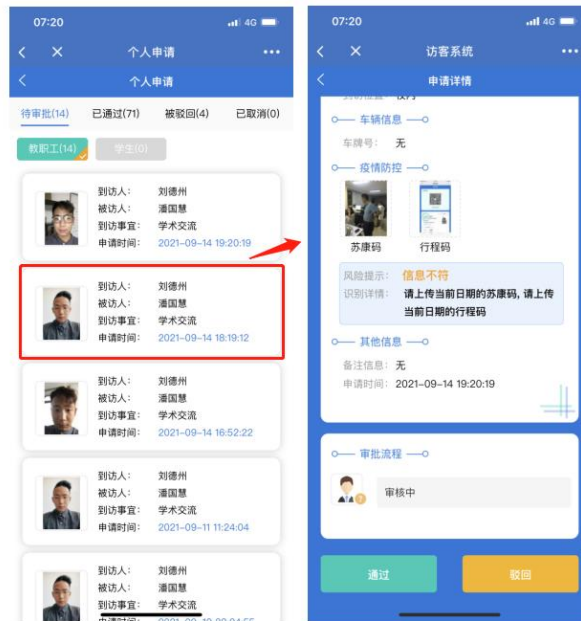 07:20
4G
个人申请
个人申请
待审批(14) 已通过(71) 被驳回(4) 已取消(0)
教职工(14) 学生(0)
到访人： 刘德州
被访人： 潘国慧
到访事宜： 学术交流
申请时间： 2021-09-14 19:20:19
到访人： 刘德州
被访人： 潘国慧
到访事宜： 学术交流
申请时间： 2021-09-14 18:19:12
到访人： 刘德州
被访人： 潘国慧
到访事宜： 学术交流
申请时间： 2021-09-14 16:52:22
到访人： 刘德州
被访人： 潘国慧
到访事宜： 学术交流
申请时间： 2021-09-11 11:24:04
到访人： 刘德州
被访人： 潘国慧
到访事宜： 学术交流
07:20
4G
访客系统
申请详情
车辆信息
车牌号： 无
疫情防控
苏康码 行程码
风险提示： 信息不符
识别详情： 请上传当前日期的苏康码, 请上传
当前日期的行程码
其他信息
备注信息： 无
申请时间： 2021-09-14 19:20:19
审批流程
审核中
通过 驳回